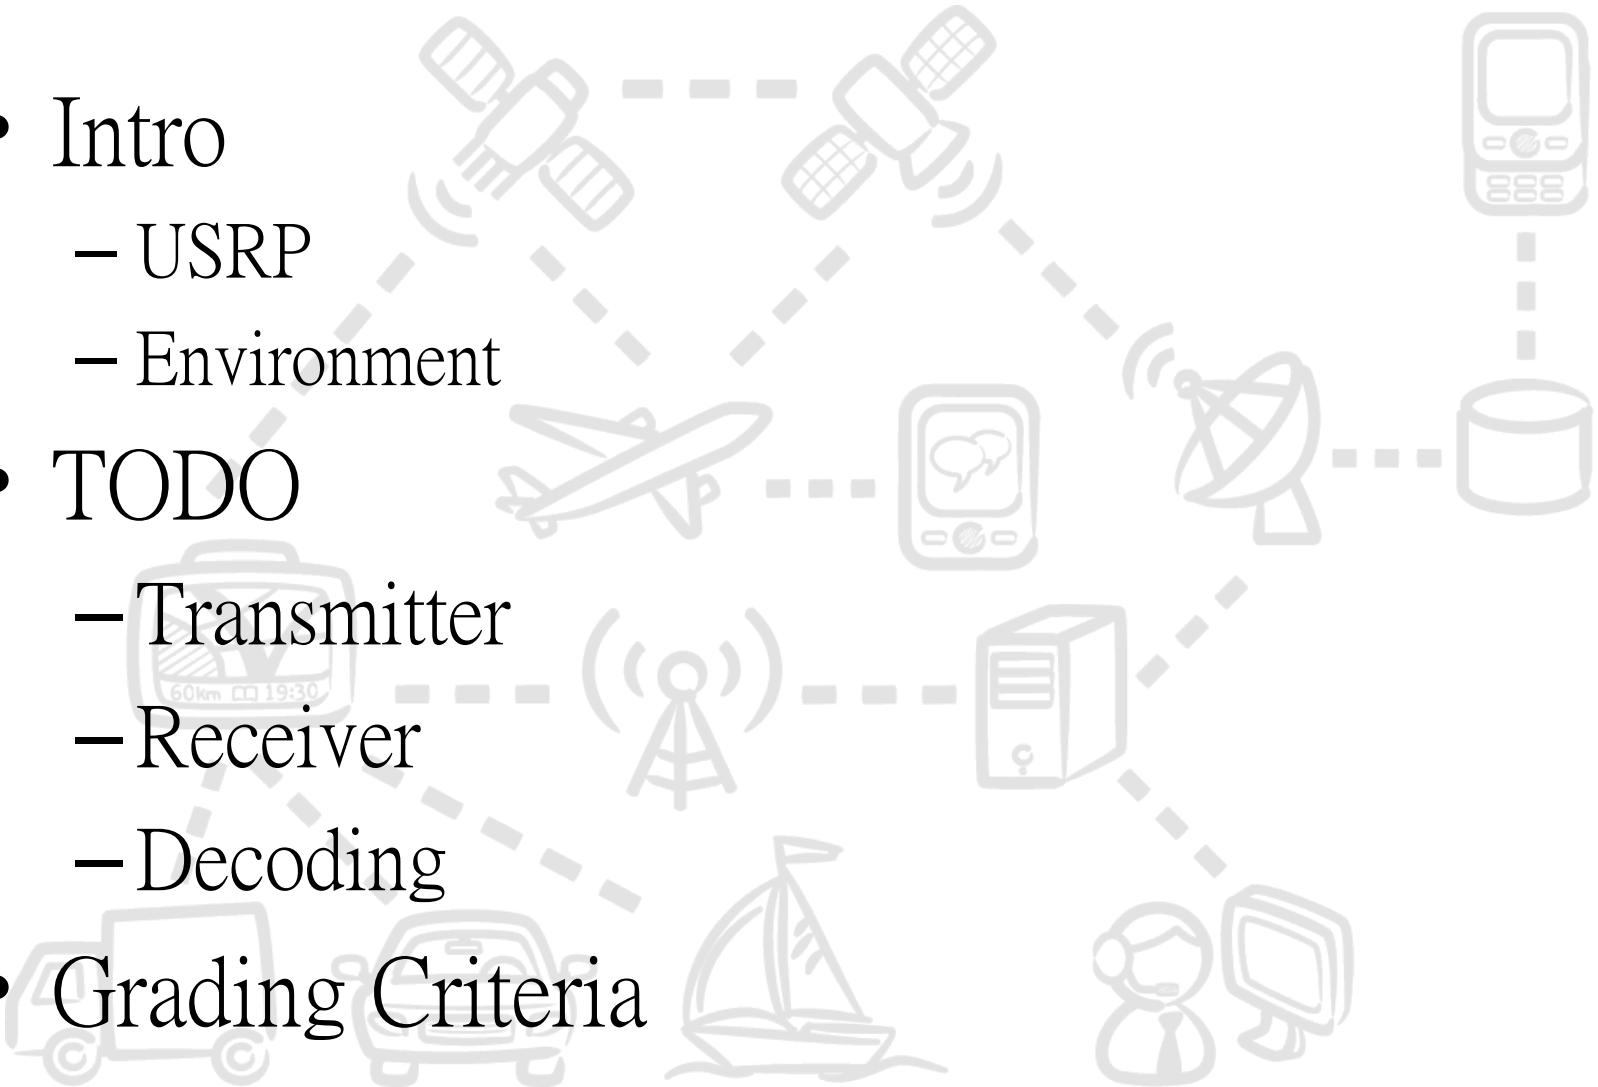 • Intro
– USRP
– Environment
• TODO
– Transmitter
60km 19:30
– Receiver
– Decoding
• Grading Criteria